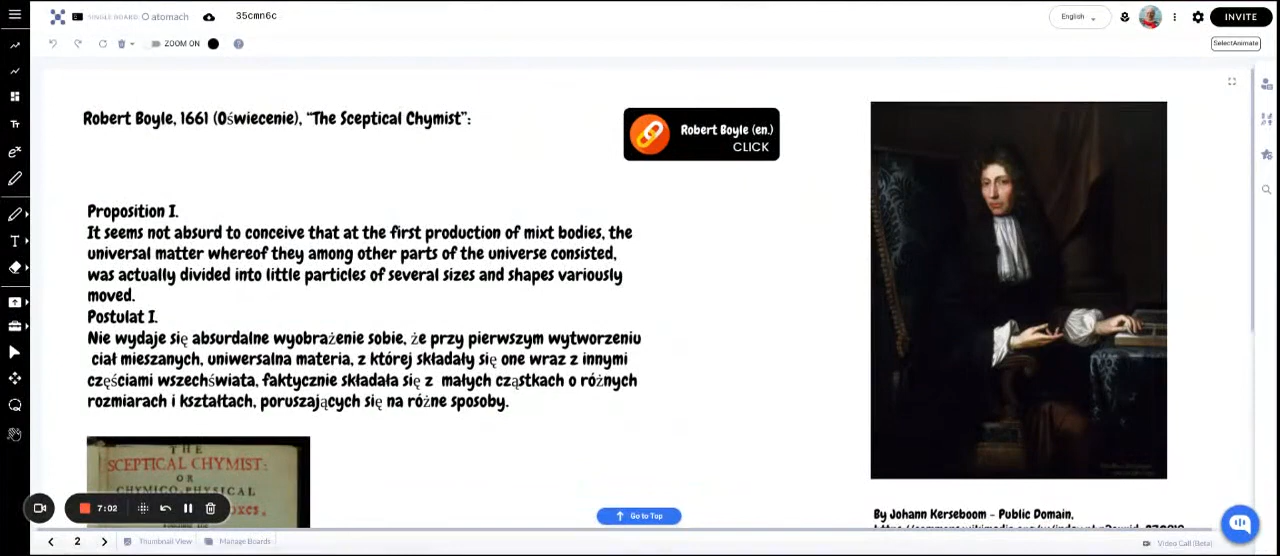 SINGLE BOARD
atomach
35cmn6c
English
INVITE
ZOOM ON
SelectAnimate
Robert Boyle, 1661 (Oświecenie), “The Sceptical Chymist”:
Robert Boyle (en.)
CLICK
Proposition I.
It seems not absurd to conceive that at the first production of mixt bodies, the
universal matter whereof they among other parts of the universe consisted,
was actually divided into little particles of several sizes and shapes variously
moved.
Postulat I.
Nie wydaje się absurdalne wyobrażenie sobie, że przy pierwszym wytworzeniu
ciał mieszanych, uniwersalna materia, z której składały się one wraz z innymi
częściami wszechświata, faktycznie składała się z małych cząstkach o różnych
rozmiarach i kształtach, poruszających się na różne sposoby.
THE
SCEPTICAL CHYMIST:
OR
CHYMICO-PHYSICAL
7:02
Go to Top
By Johann Kerseboom - Public Domain,
2
Thumbnail View
Manage Boards
Video Call (Beta)